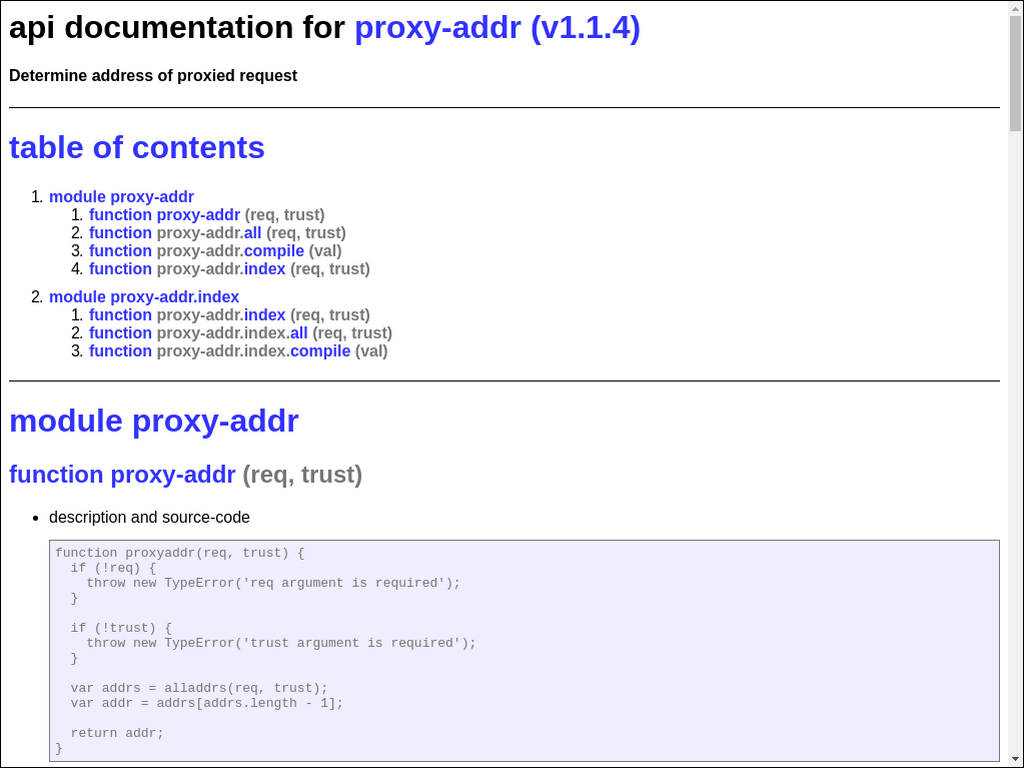 api documentation for proxy-addr (v1.1.4)
Determine address of proxied request
table of contents
1. module proxy-addr
1. function proxy-addr (req, trust)
2. function proxy-addr.all (req, trust)
3. function proxy-addr.compile (val)
4. function proxy-addr.index (req, trust)
2. module proxy-addr.index
1. function proxy-addr.index (req, trust)
2. function proxy-addr.index.all (req, trust)
3. function proxy-addr.index.compile (val)
module proxy-addr
function proxy-addr (req, trust)
• description and source-code
function proxyaddr(req, trust) {
  if (!req) {
    throw new TypeError('req argument is required');
  }
  if (!trust) {
    throw new TypeError('trust argument is required');
  }
  var addrs = alladdrs(req, trust);
  var addr = addrs[addrs.length - 1];
  return addr;
}